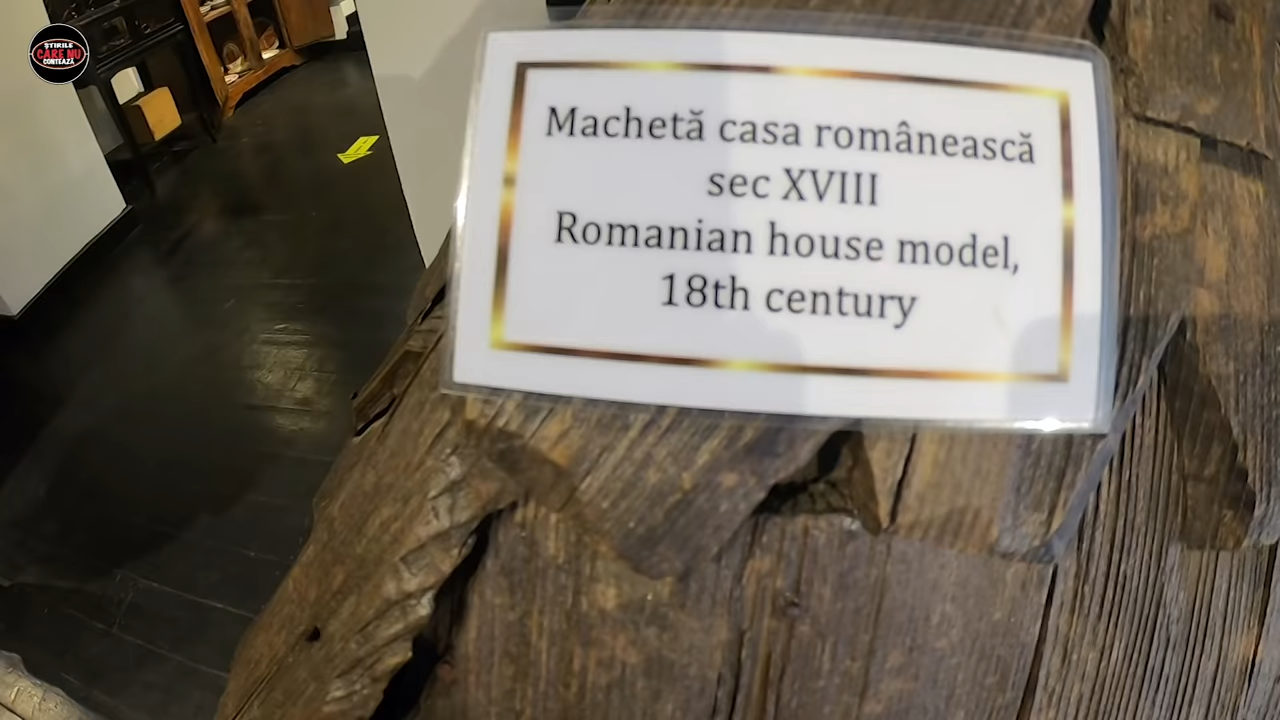 ȘTIRILE
CARE NU
CONTEAZĂ
Machetă casa românească
sec XVIII
Romanian house model,
18th century